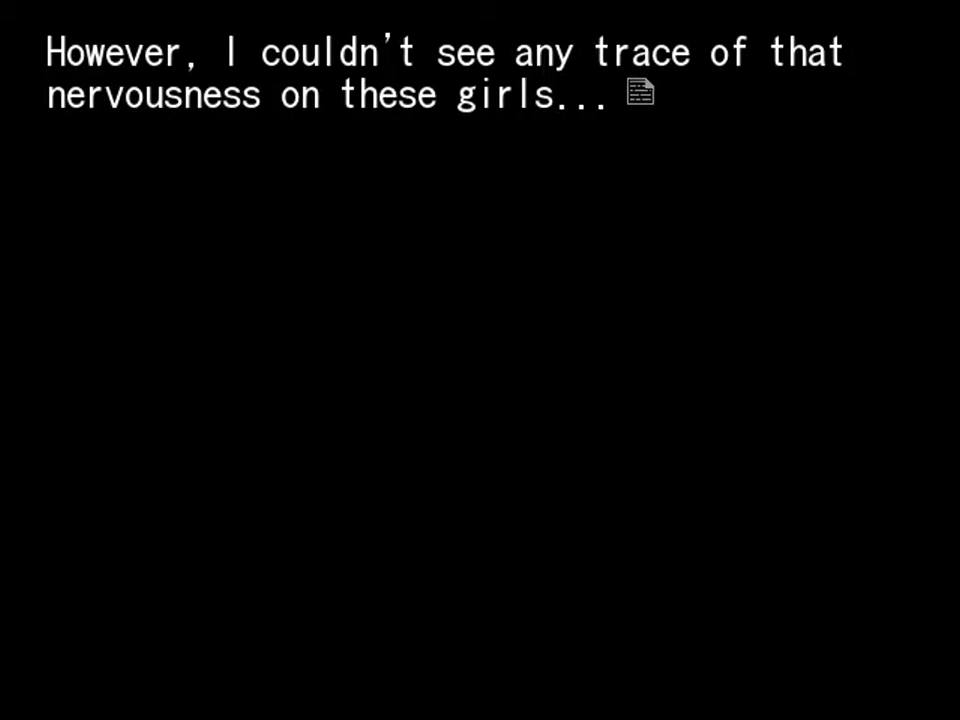 However, I couldn't see any trace of that
nervousness on these girls...